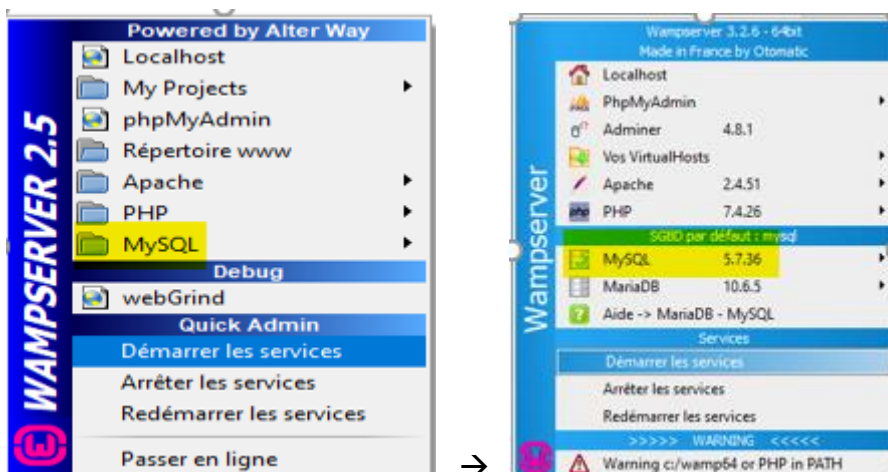 Powered by Alter Way
Localhost
My Projects
phpMyAdmin
Répertoire www
Apache
PHP
MySQL
Debug
webGrind
Quick Admin
Démarrer les services
Arrêter les services
Redémarrer les services
Passer en ligne
WAMPSERVER 2.5
→
Wampserver 3.2.6 - 64bit
Made in France by Otomatic
Localhost
PhpMyAdmin
Adminer 4.8.1
Vos VirtualHosts
Apache 2.4.51
php PHP 7.4.26
SGBD par défaut : mysql
MySQL 5.7.36
MariaDB 10.6.5
Aide -> MariaDB - MySQL
Services
Démarrer les services
Arrêter les services
Redémarrer les services
>>>>> WARNING <<<<<
Warning c:/wamp64 or PHP in PATH
Wampserver